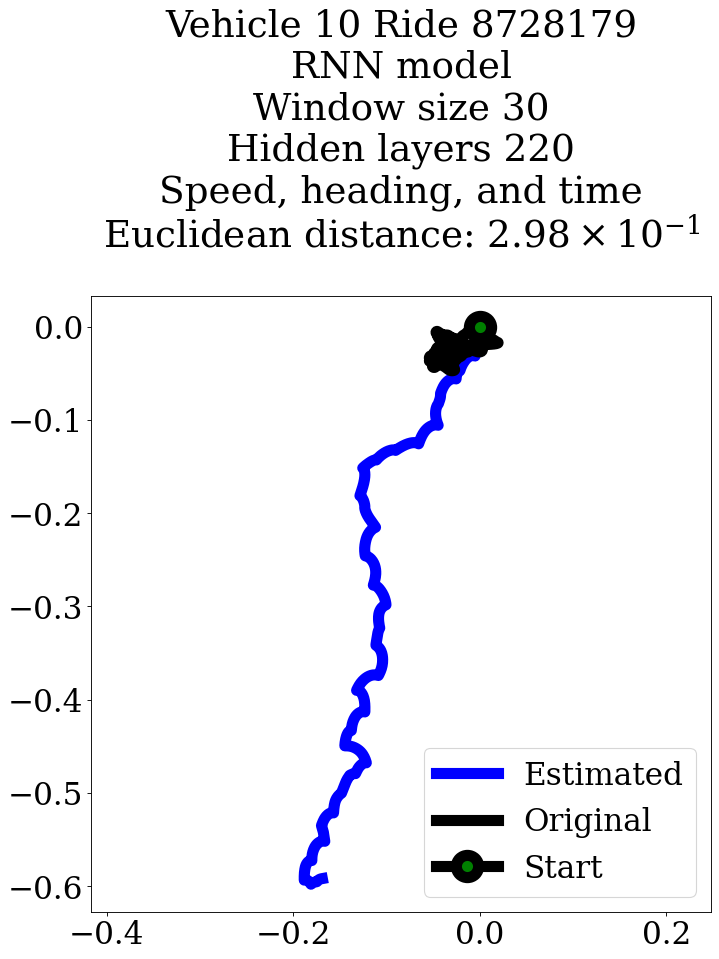 Vehicle 10 Ride 8728179
RNN model
Window size 30
Hidden layers 220
Speed, heading, and time
Euclidean distance: 2.98 × 10⁻¹
0.0
−0.1
−0.2
−0.3
−0.4
−0.5
−0.6
−0.4
−0.2
0.0
0.2
Estimated
Original
Start